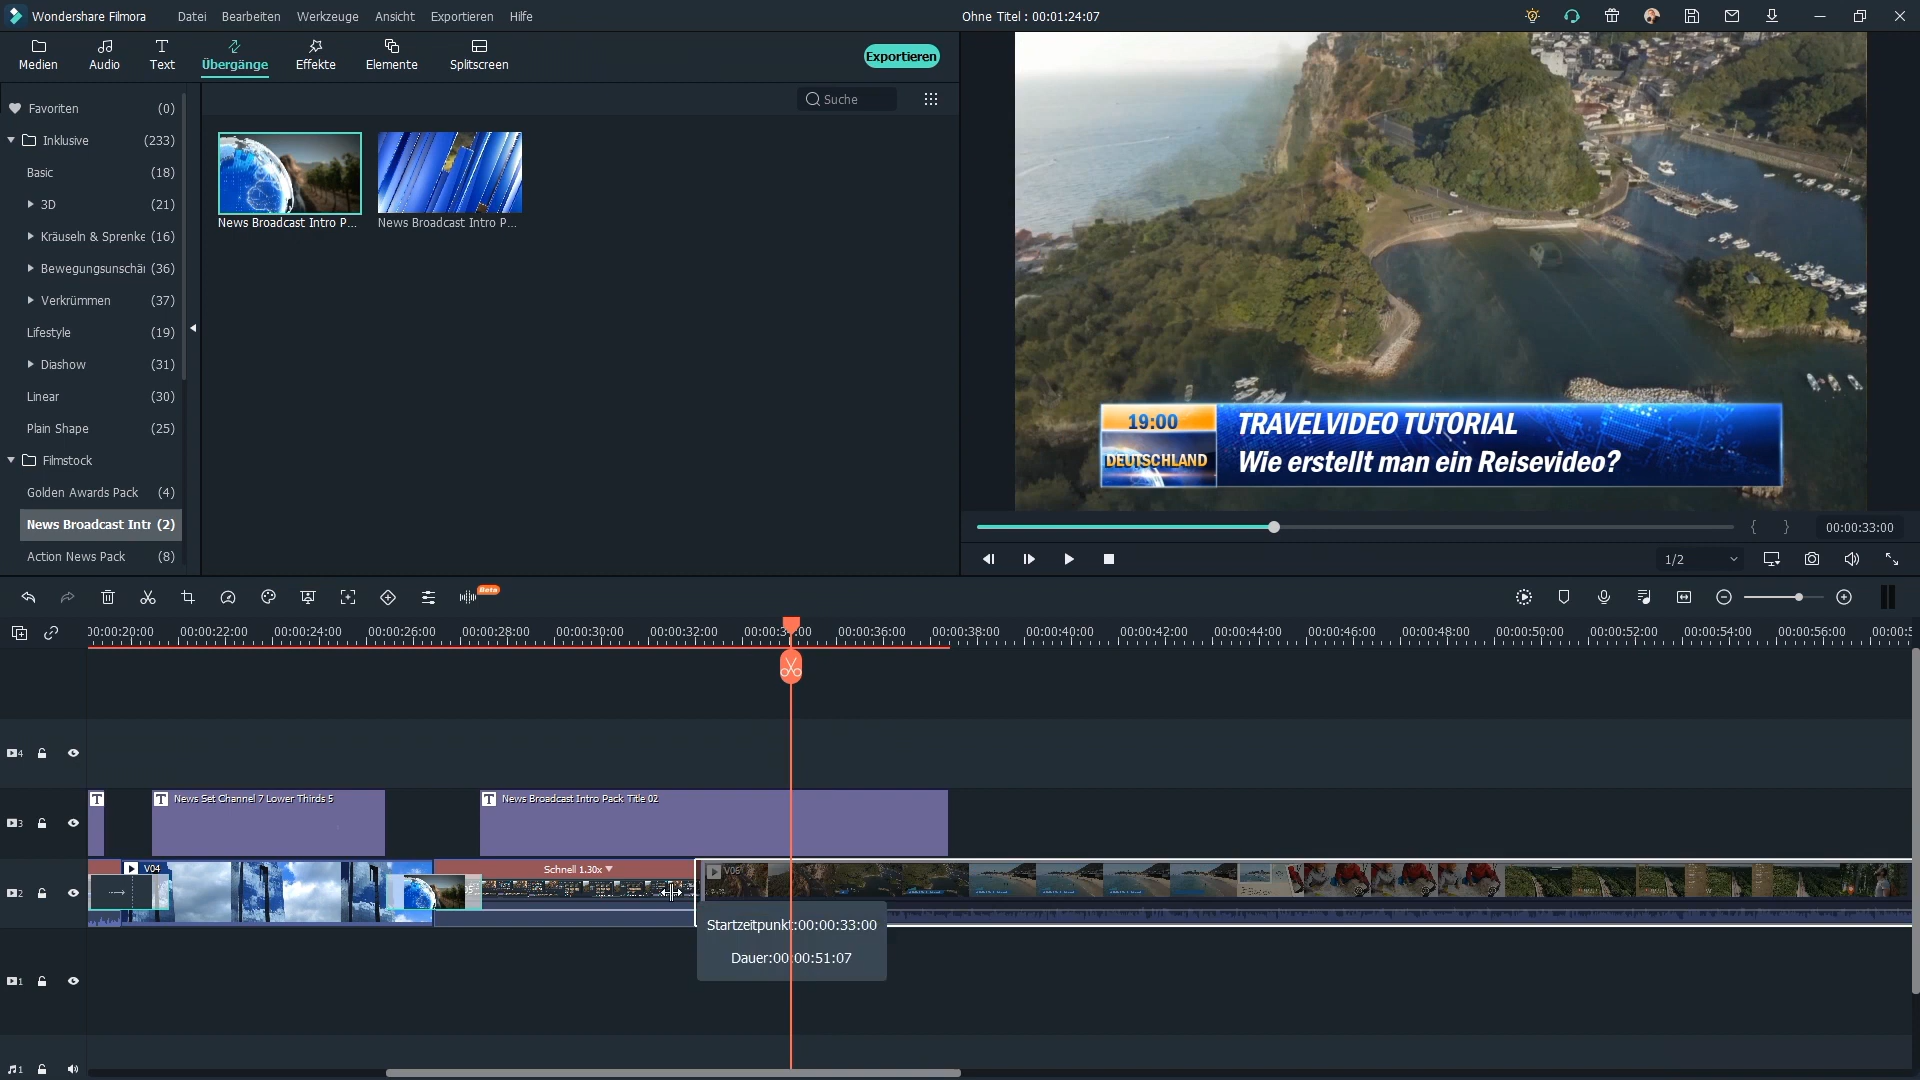 Wondershare Filmora
Datei Bearbeiten Werkzeuge Ansicht Exportieren Hilfe
Ohne Titel : 00:01:24:07
Medien
Audio
Text
Übergänge
Effekte
Elemente
Splitscreen
Exportieren
Suche
Favoriten (0)
Inklusive (233)
Basic (18)
3D (21)
Kräuseln & Sprenke (16)
Bewegungsunschär (36)
Verkrümmen (37)
Lifestyle (19)
Diashow (31)
Linear (30)
Plain Shape (25)
Filmstock
Golden Awards Pack (4)
News Broadcast Intr (2)
Action News Pack (8)
News Broadcast Intro P...
News Broadcast Intro P...
19:00
DEUTSCHLAND
TRAVELVIDEO TUTORIAL
Wie erstellt man ein Reisevideo?
{ } 00:00:33:00
1/2
Beta
00:00:20:00 00:00:22:00 00:00:24:00 00:00:26:00 00:00:28:00 00:00:30:00 00:00:32:00 00:00:36:00 00:00:38:00 00:00:40:00 00:00:42:00 00:00:44:00 00:00:46:00 00:00:48:00 00:00:50:00 00:00:52:00 00:00:54:00 00:00:56:00
4
3
T
T News Set Channel 7 Lower Thirds 5
T News Broadcast Intro Pack Title 02
2
V04
Schnell 1.30x
V06
Startzeitpunkt:00:00:33:00
Dauer:00:00:51:07
1
1